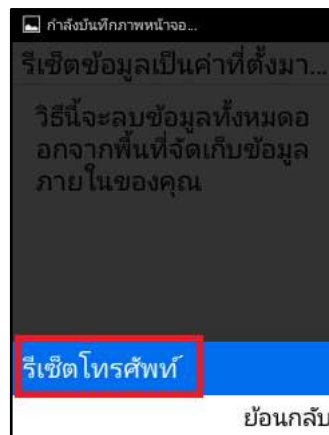 กำลังบันทึกภาพหน้าจอ...
รีเซ็ตข้อมูลเป็นค่าที่ตั้งมา...
วิธีนี้จะลบข้อมูลทั้งหมดอ
อกจากพื้นที่จัดเก็บข้อมูล
ภายในของคุณ
รีเซ็ตโทรศัพท์
ย้อนกลับ